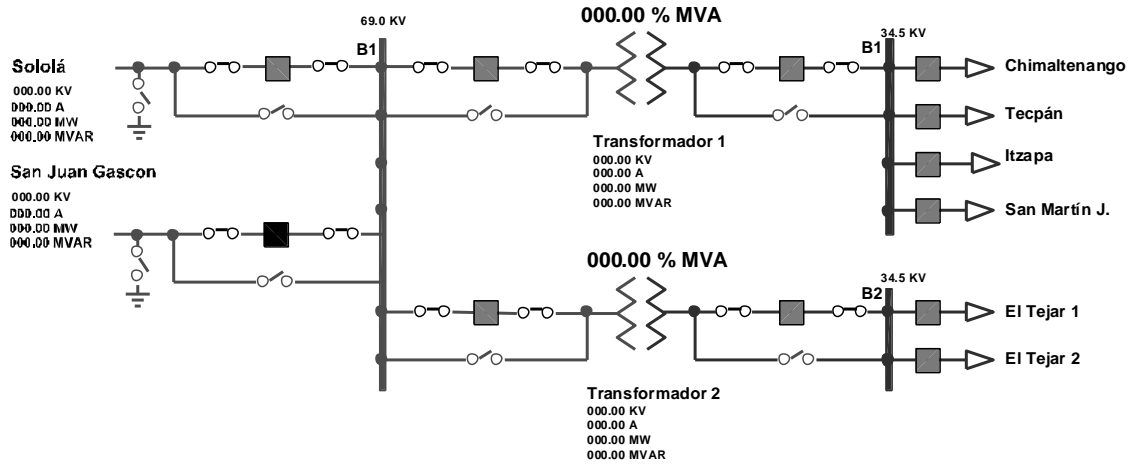 000.00 % MVA
69.0 KV
34.5 KV
B1
B1
Sololá
000.00 KV
000.00 A
000.00 MW
000.00 MVAR
Chimaltenango
Tecpán
Transformador 1
000.00 KV
000.00 A
000.00 MW
000.00 MVAR
Itzapa
San Juan Gascon
000.00 KV
000.00 A
000.00 MW
000.00 MVAR
San Martín J.
000.00 % MVA
34.5 KV
B2
El Tejar 1
El Tejar 2
Transformador 2
000.00 KV
000.00 A
000.00 MW
000.00 MVAR